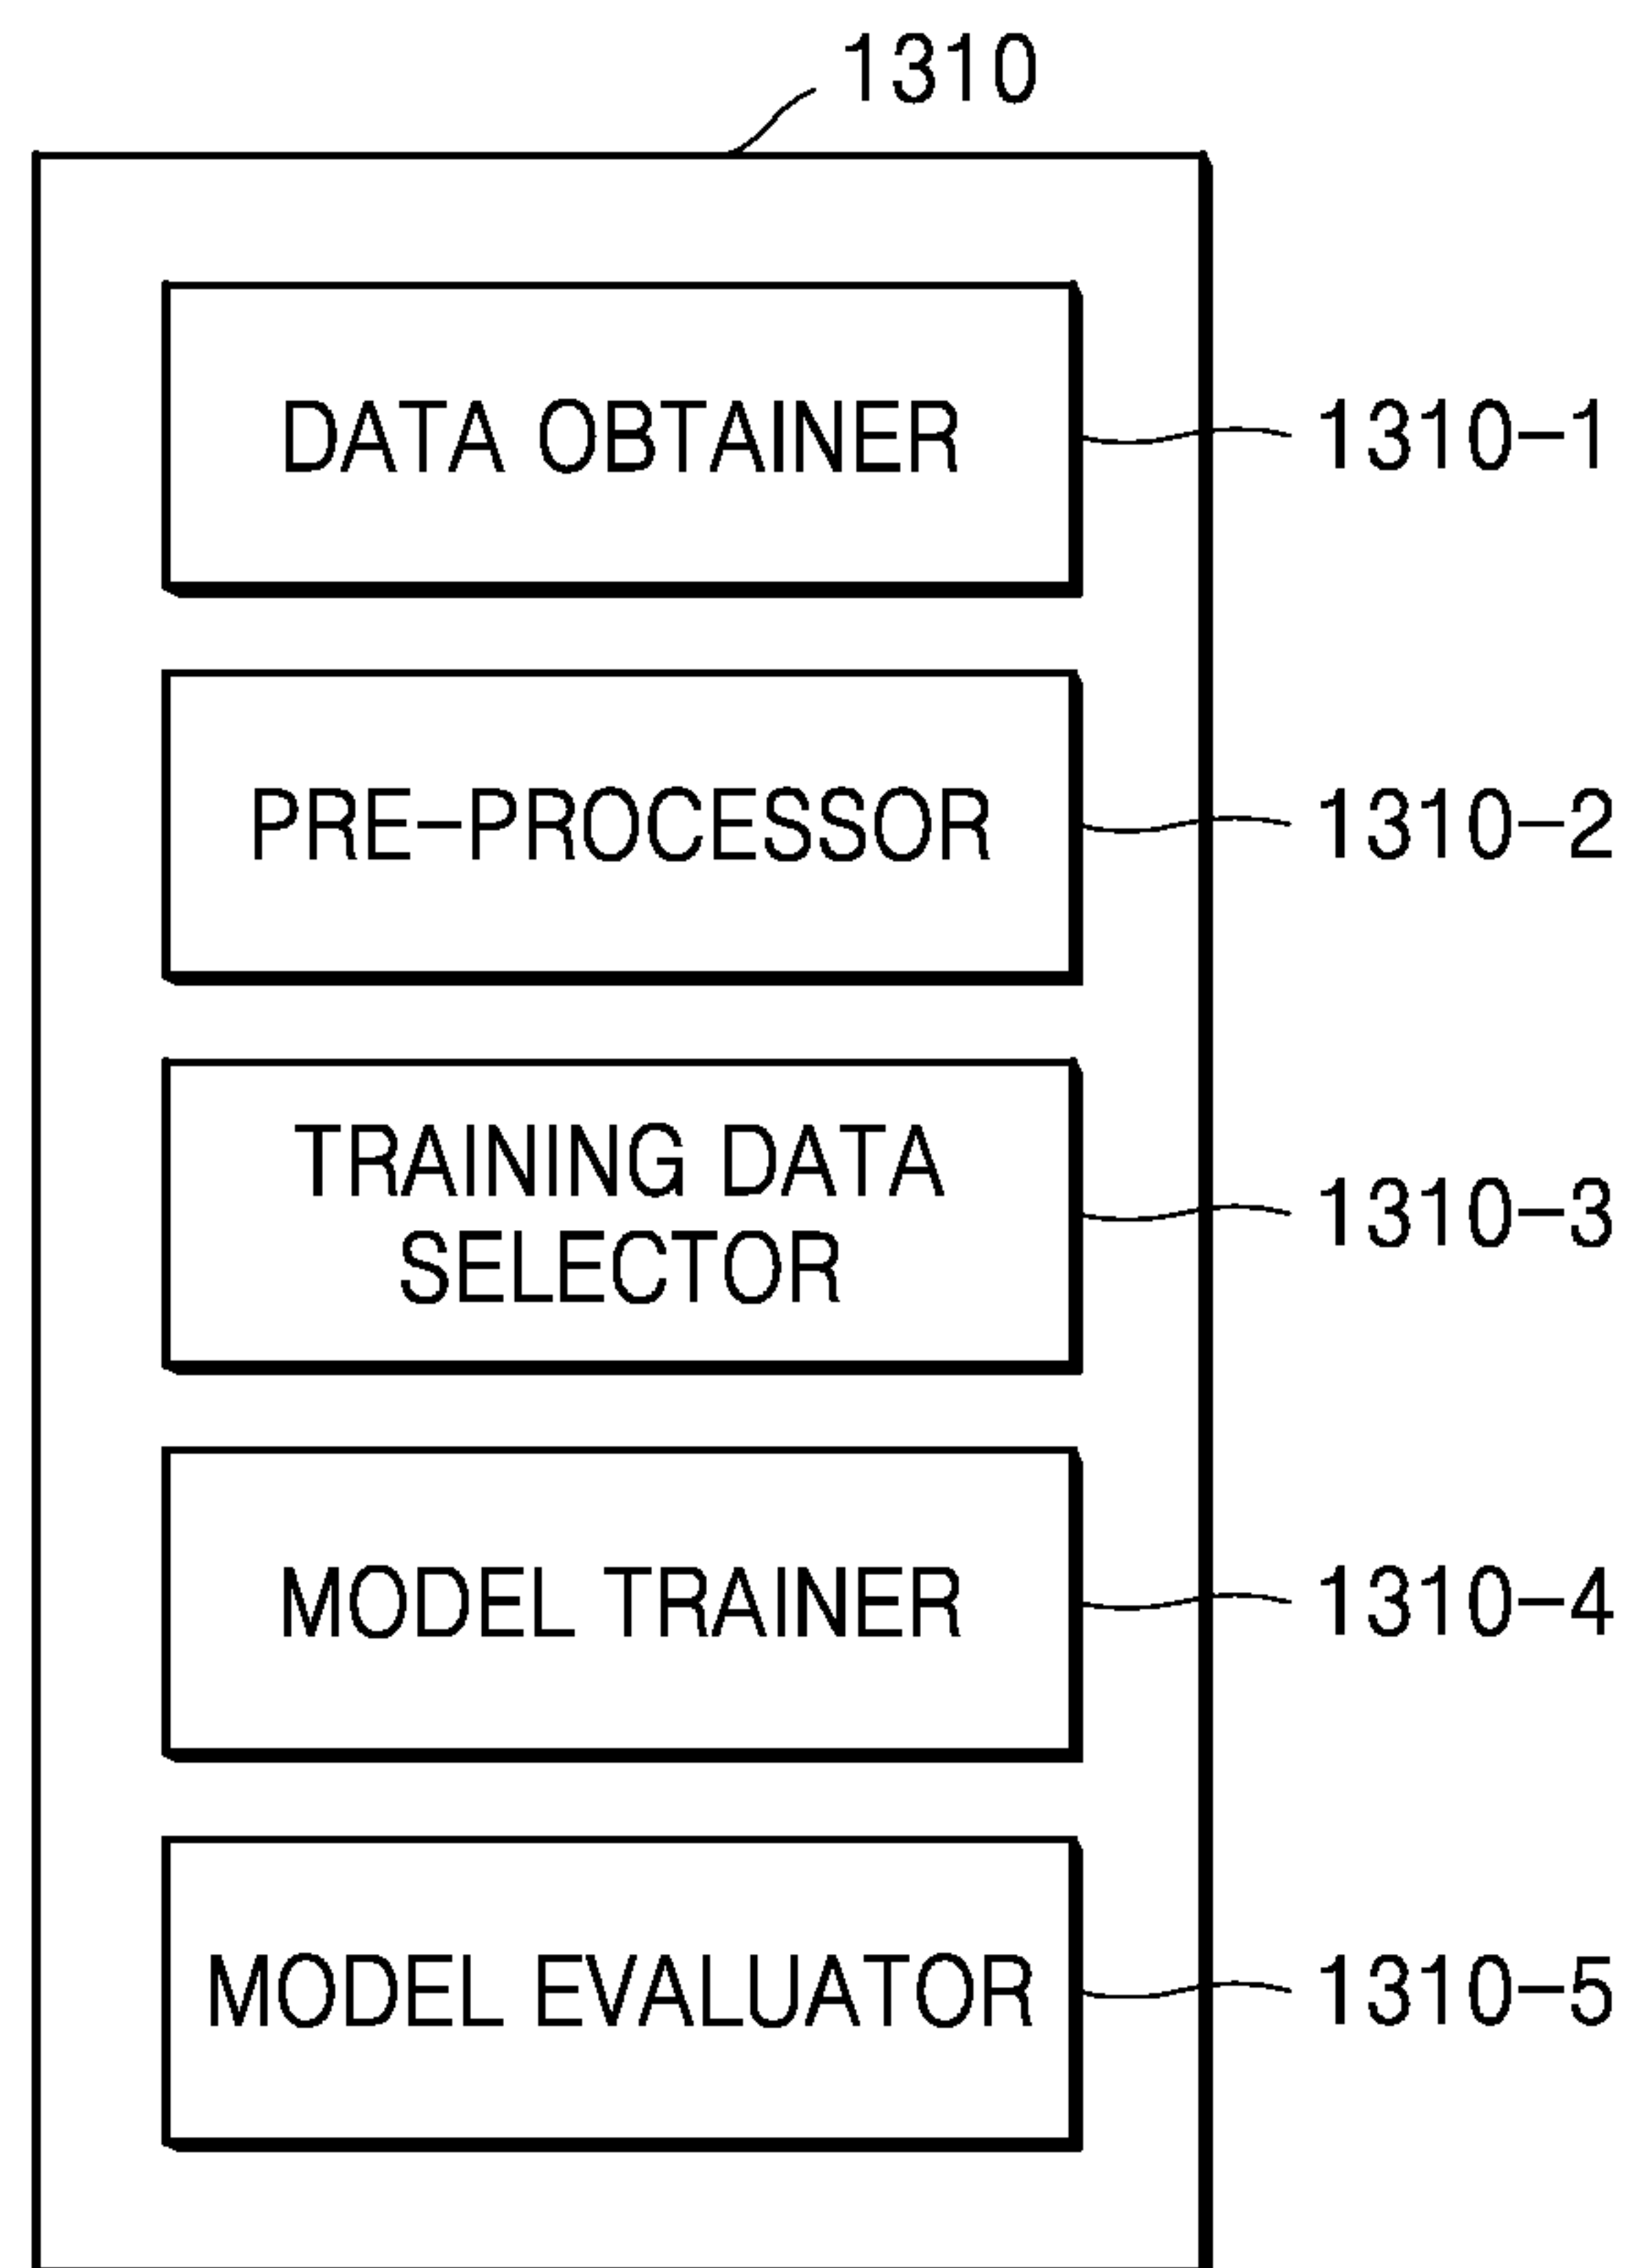 1310
DATA OBTAINER
1310-1
PRE-PROCESSOR
1310-2
TRAINING DATA
SELECTOR
1310-3
MODEL TRAINER
1310-4
MODEL EVALUATOR
1310-5